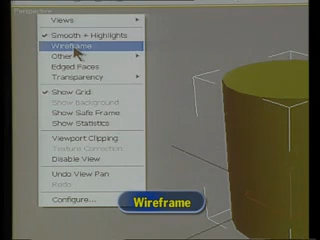 Perspective
Views
Smooth + Highlights
Wireframe
Other
Edged Faces
Transparency
Show Grid
Show Background
Show Safe Frame
Show Statistics
Viewport Clipping
Texture Correction
Disable View
Undo View Pan
Redo
Configure...
Wireframe